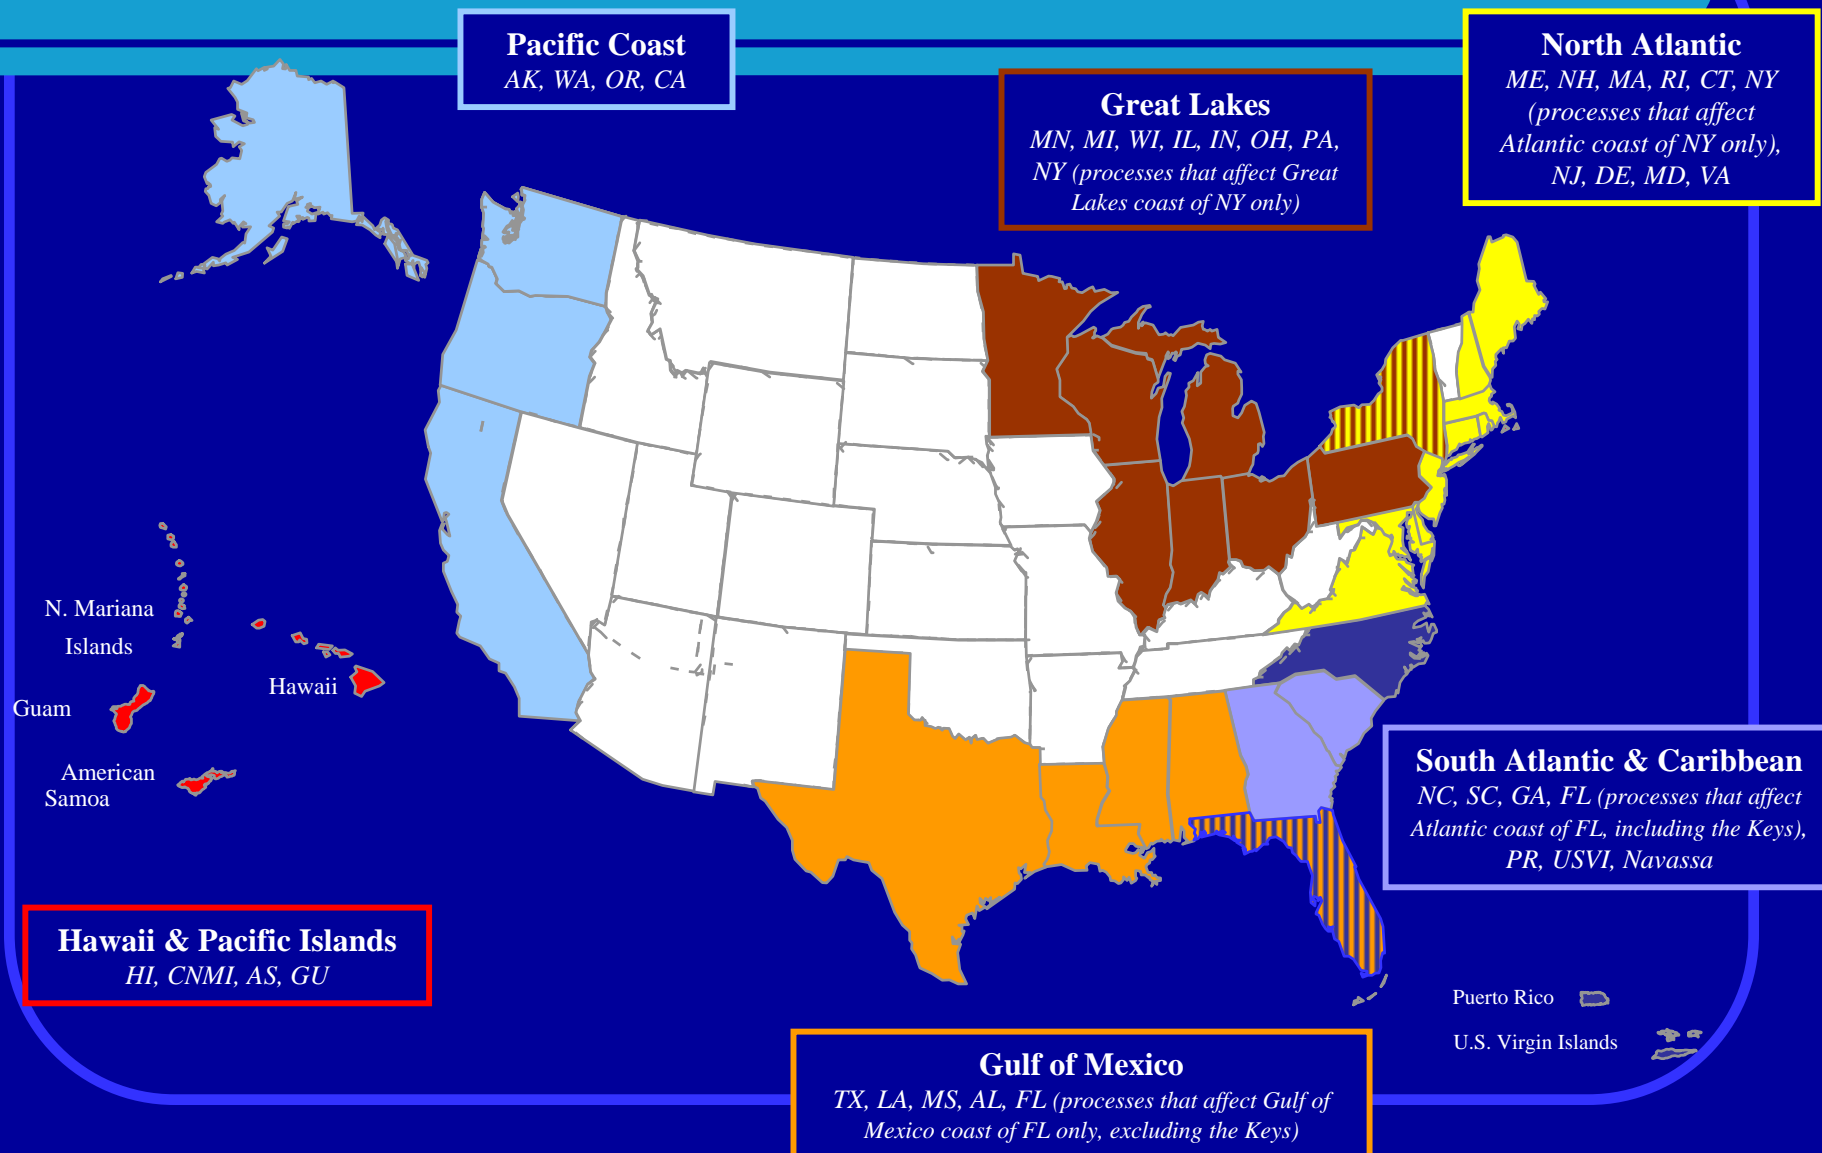 Pacific Coast
AK, WA, OR, CA
North Atlantic
ME, NH, MA, RI, CT, NY
(processes that affect
Atlantic coast of NY only),
NJ, DE, MD, VA
Great Lakes
MN, MI, WI, IL, IN, OH, PA,
NY (processes that affect Great
Lakes coast of NY only)
N. Mariana
Islands
Hawaii
Guam
American
Samoa
South Atlantic & Caribbean
NC, SC, GA, FL (processes that affect
Atlantic coast of FL, including the Keys),
PR, USVI, Navassa
Hawaii & Pacific Islands
HI, CNMI, AS, GU
Puerto Rico
U.S. Virgin Islands
Gulf of Mexico
TX, LA, MS, AL, FL (processes that affect Gulf of
Mexico coast of FL only, excluding the Keys)